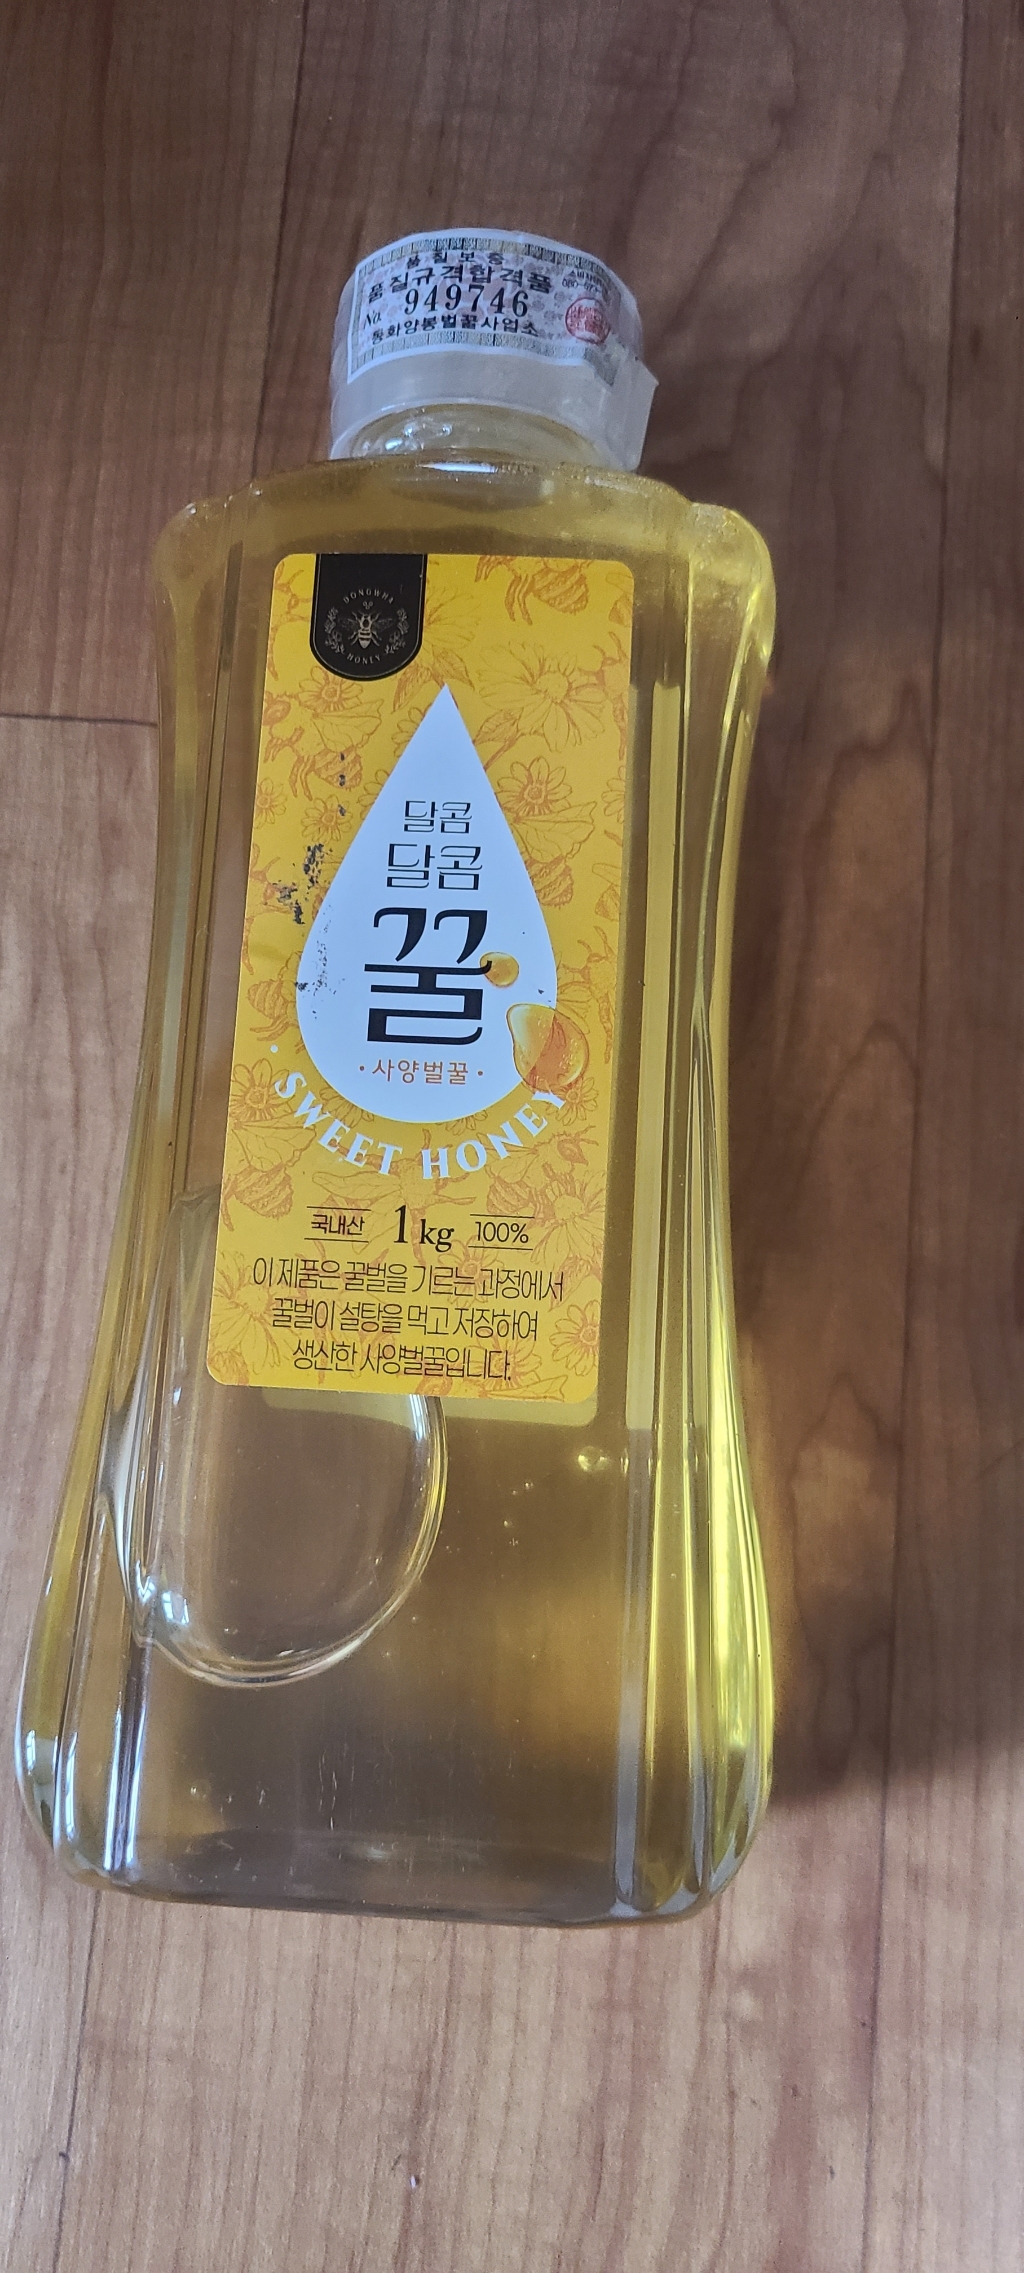 품질보증
품질규격합격품
No. 949746
동화양봉벌꿀사업소
DONGWHA
HONEY
달콤
달콤
꿀
·사양벌꿀·
· SWEET HONEY
국내산 1kg 100%
이 제품은 꿀벌을 기르는 과정에서
꿀벌이 설탕을 먹고 저장하여
생산한 사양벌꿀입니다.